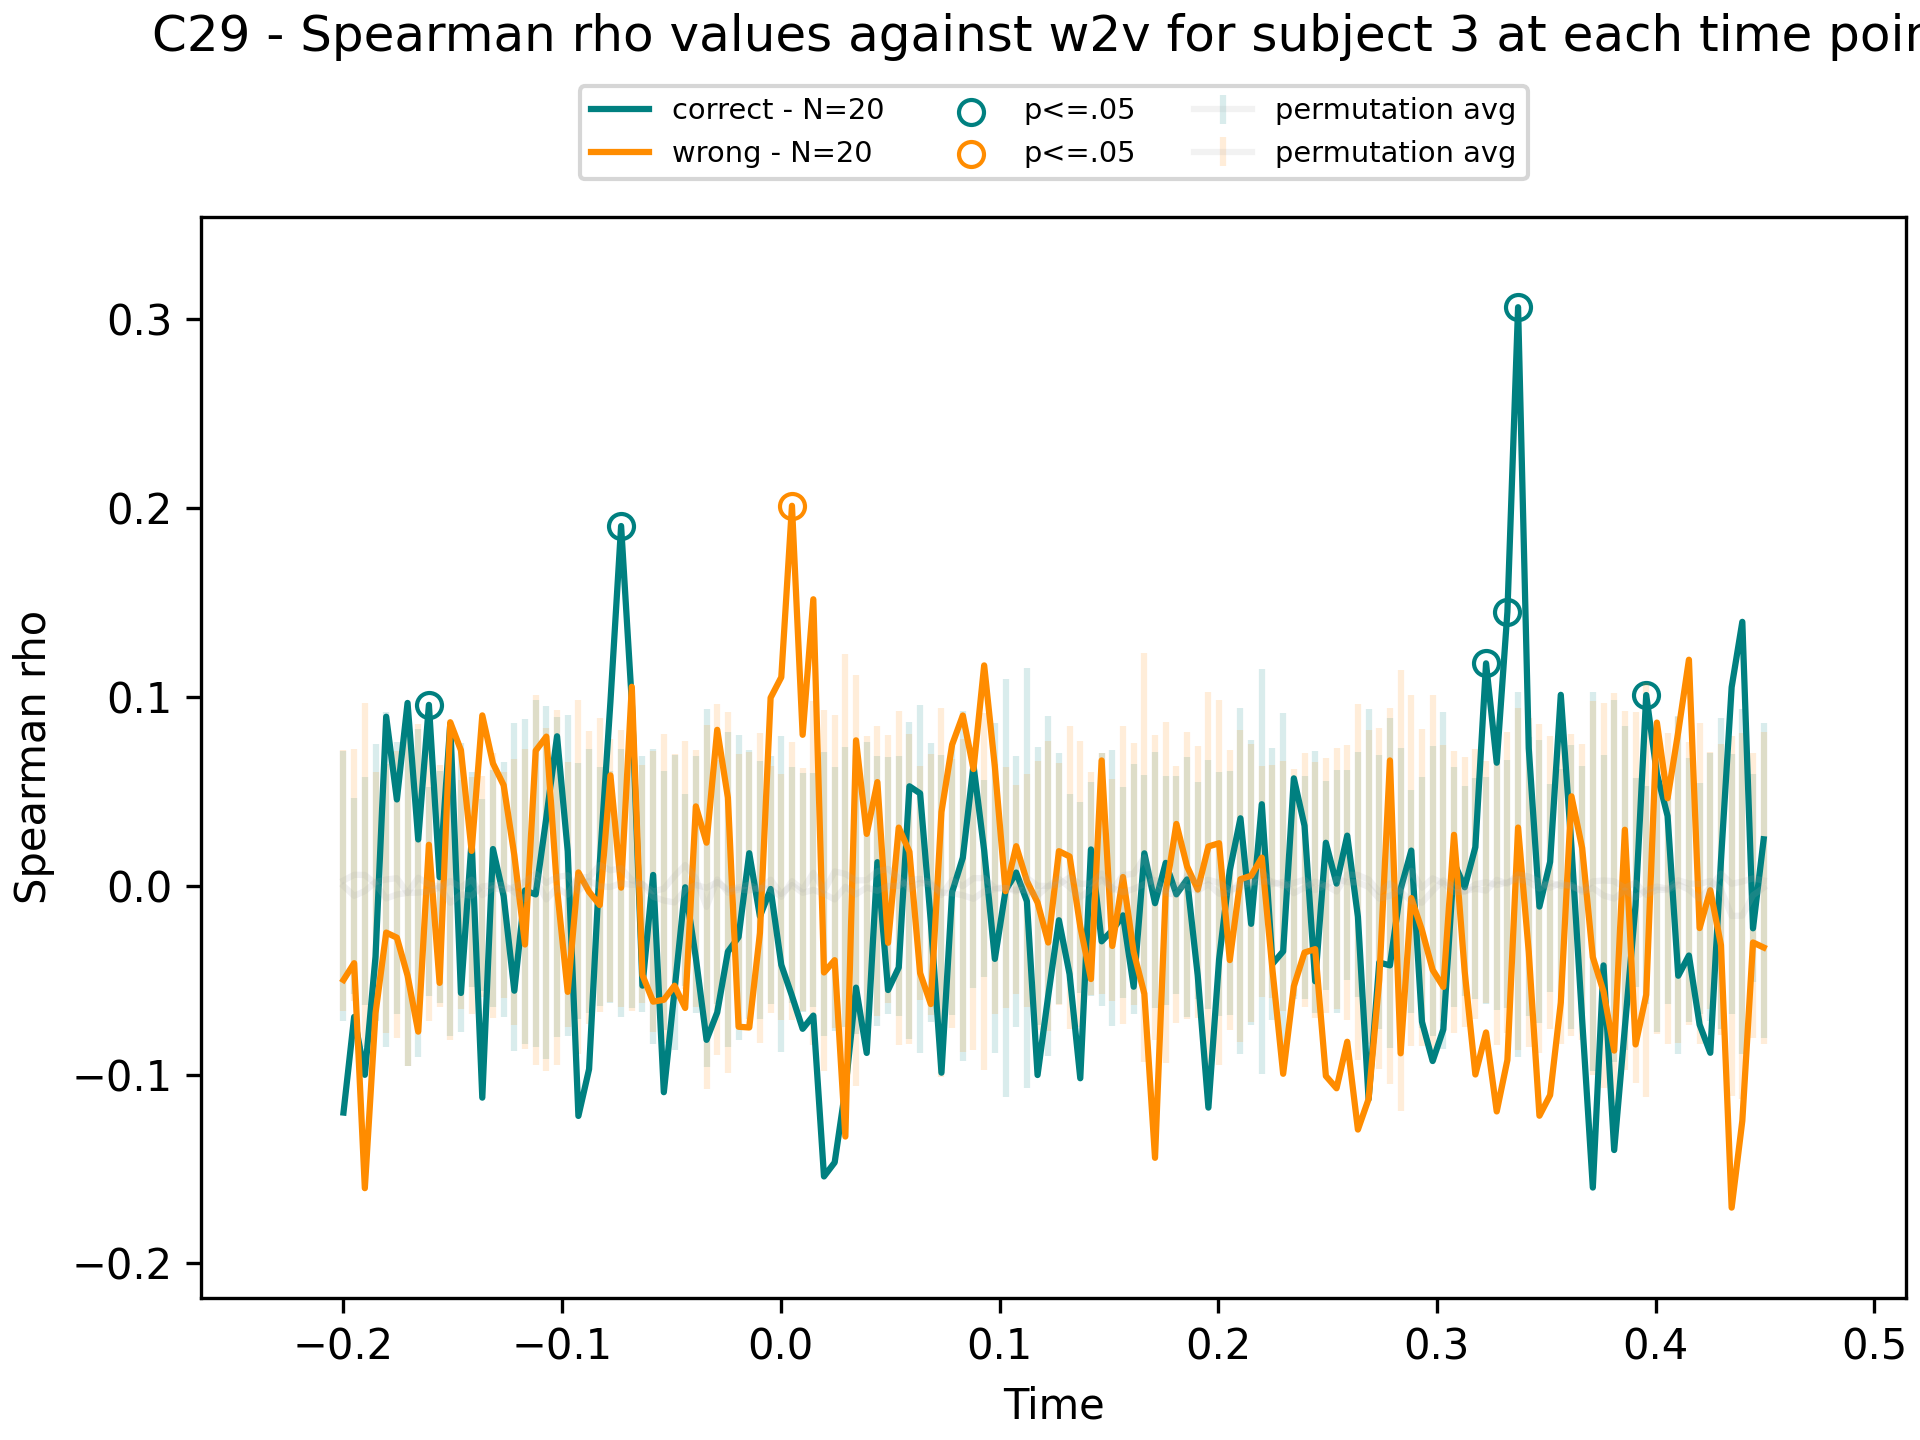 C29 - Spearman rho values against w2v for subject 3 at each time poin
correct - N=20 p<=.05 permutation avg
wrong - N=20 p<=.05 permutation avg
0.3
0.2
0.1
0.0
−0.1
−0.2
Spearman rho
−0.2 −0.1 0.0 0.1 0.2 0.3 0.4 0.5
Time